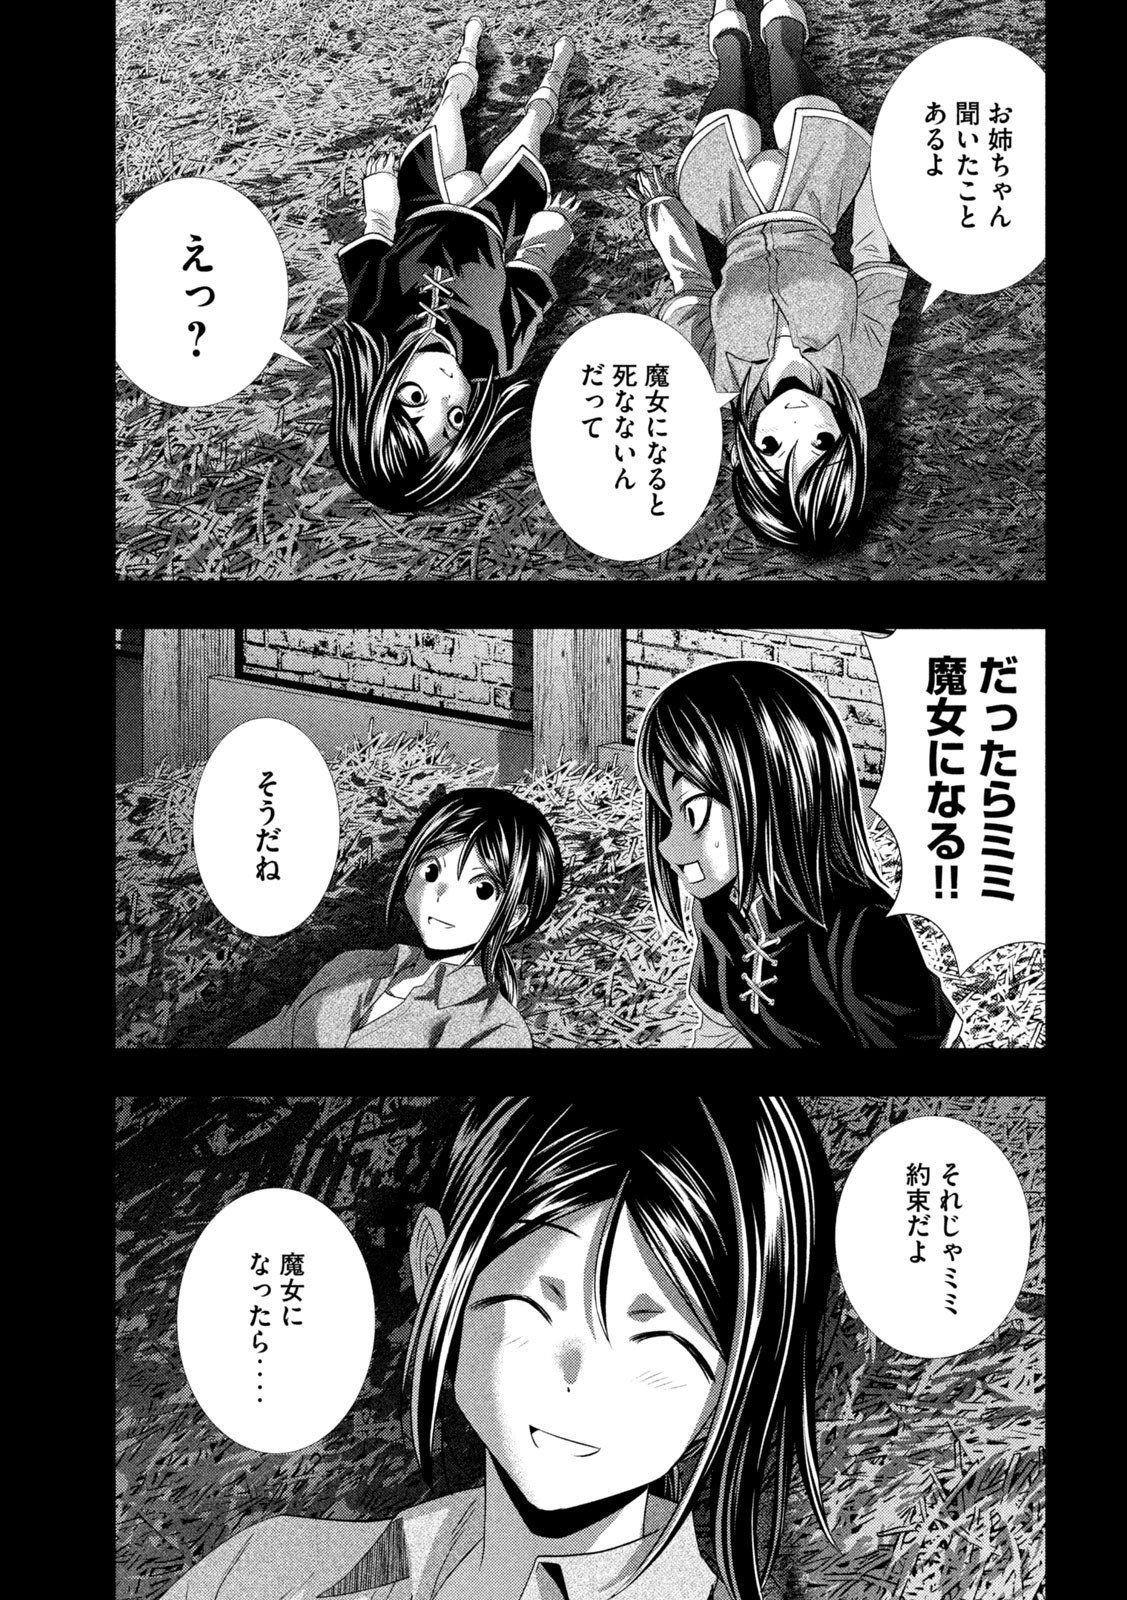 お姉ちゃん
聞いたこと
あるよ
魔女になると
死なないん
だって
えっ？
だったらミミ
魔女になる!!
そうだね
それじゃミミ
約束だよ
魔女に
なったら‥‥